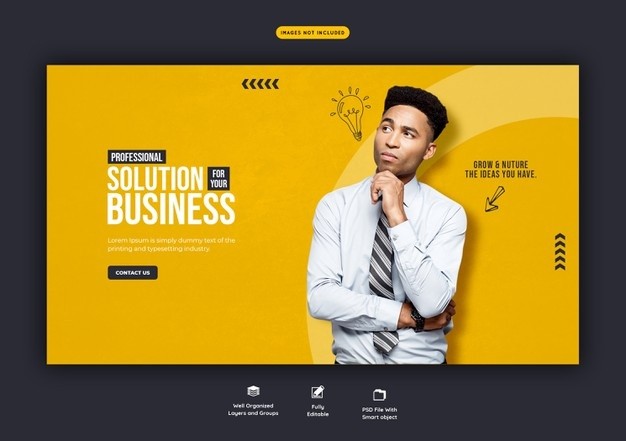 IMAGES NOT INCLUDED
PROFESSIONAL
SOLUTION FOR YOUR
BUSINESS
Lorem Ipsum is simply dummy text of the
printing and typesetting industry.
CONTACT US
GROW & NUTURE
THE IDEAS YOU HAVE.
Well Organized
Layers and Groups
Fully
Editable
PSD File With
Smart object